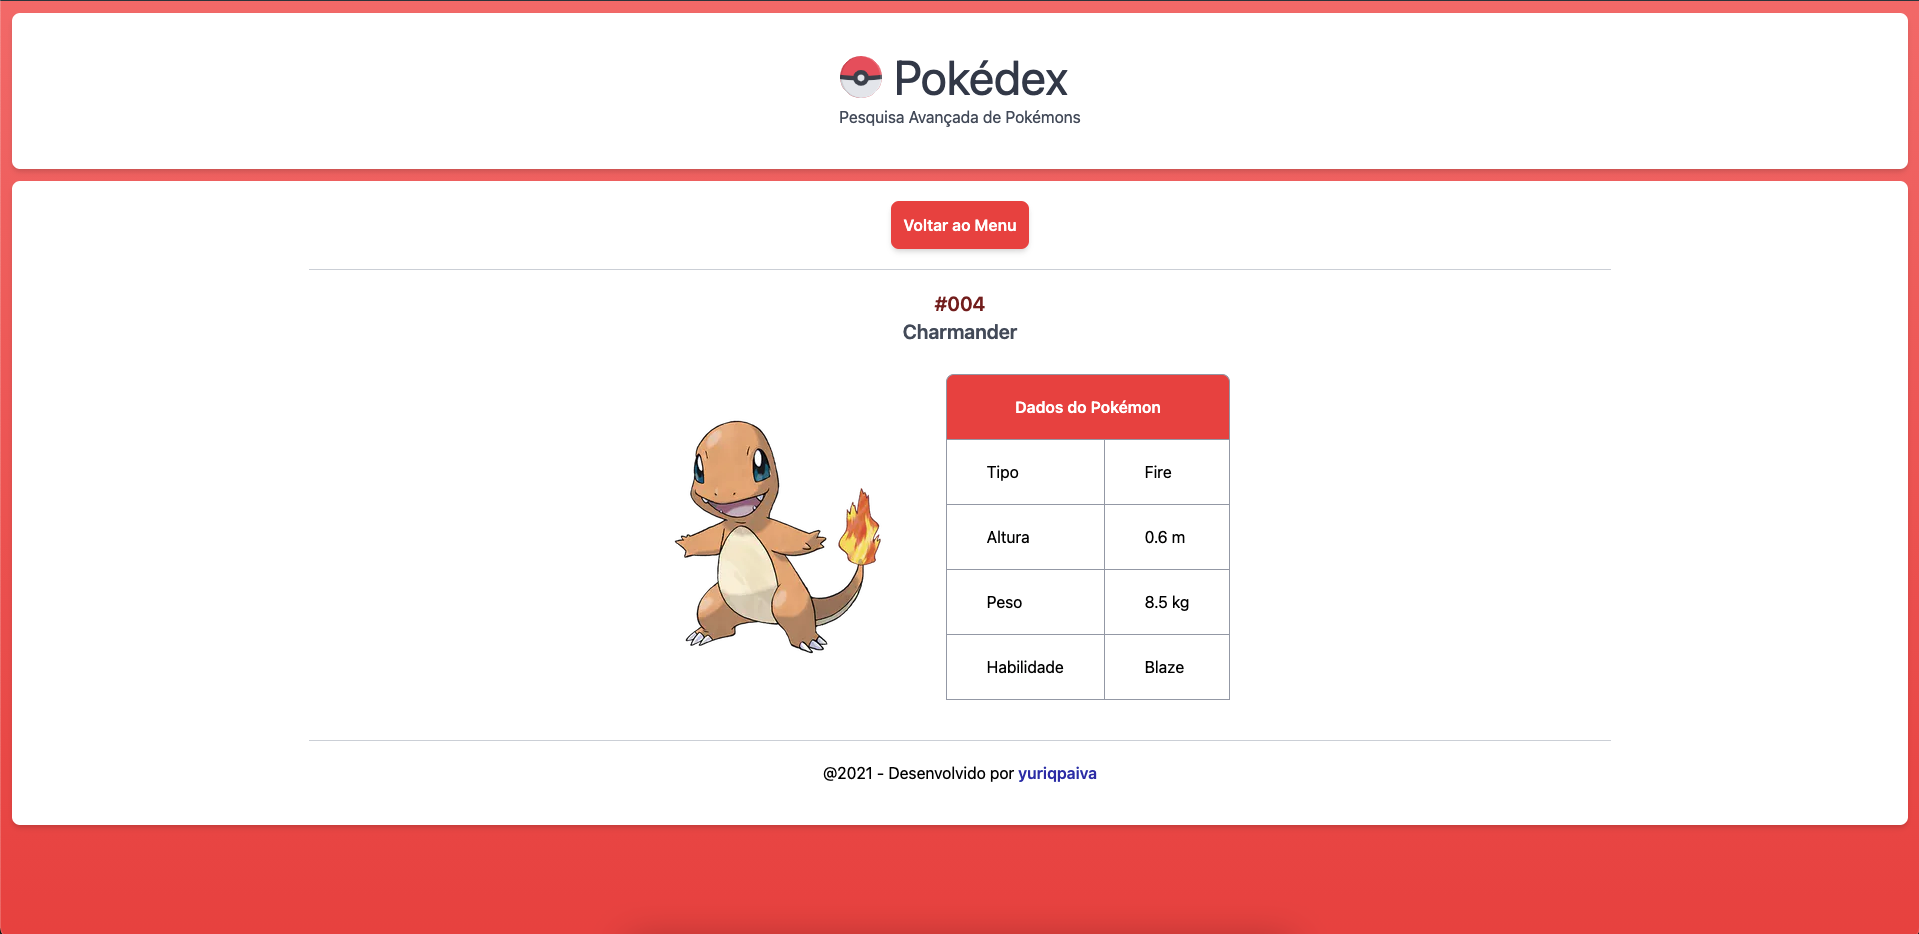 Pokédex
Pesquisa Avançada de Pokémons
Voltar ao Menu
#004
Charmander
Dados do Pokémon
Tipo Fire
Altura 0.6 m
Peso 8.5 kg
Habilidade Blaze
@2021 - Desenvolvido por yuriqpaiva